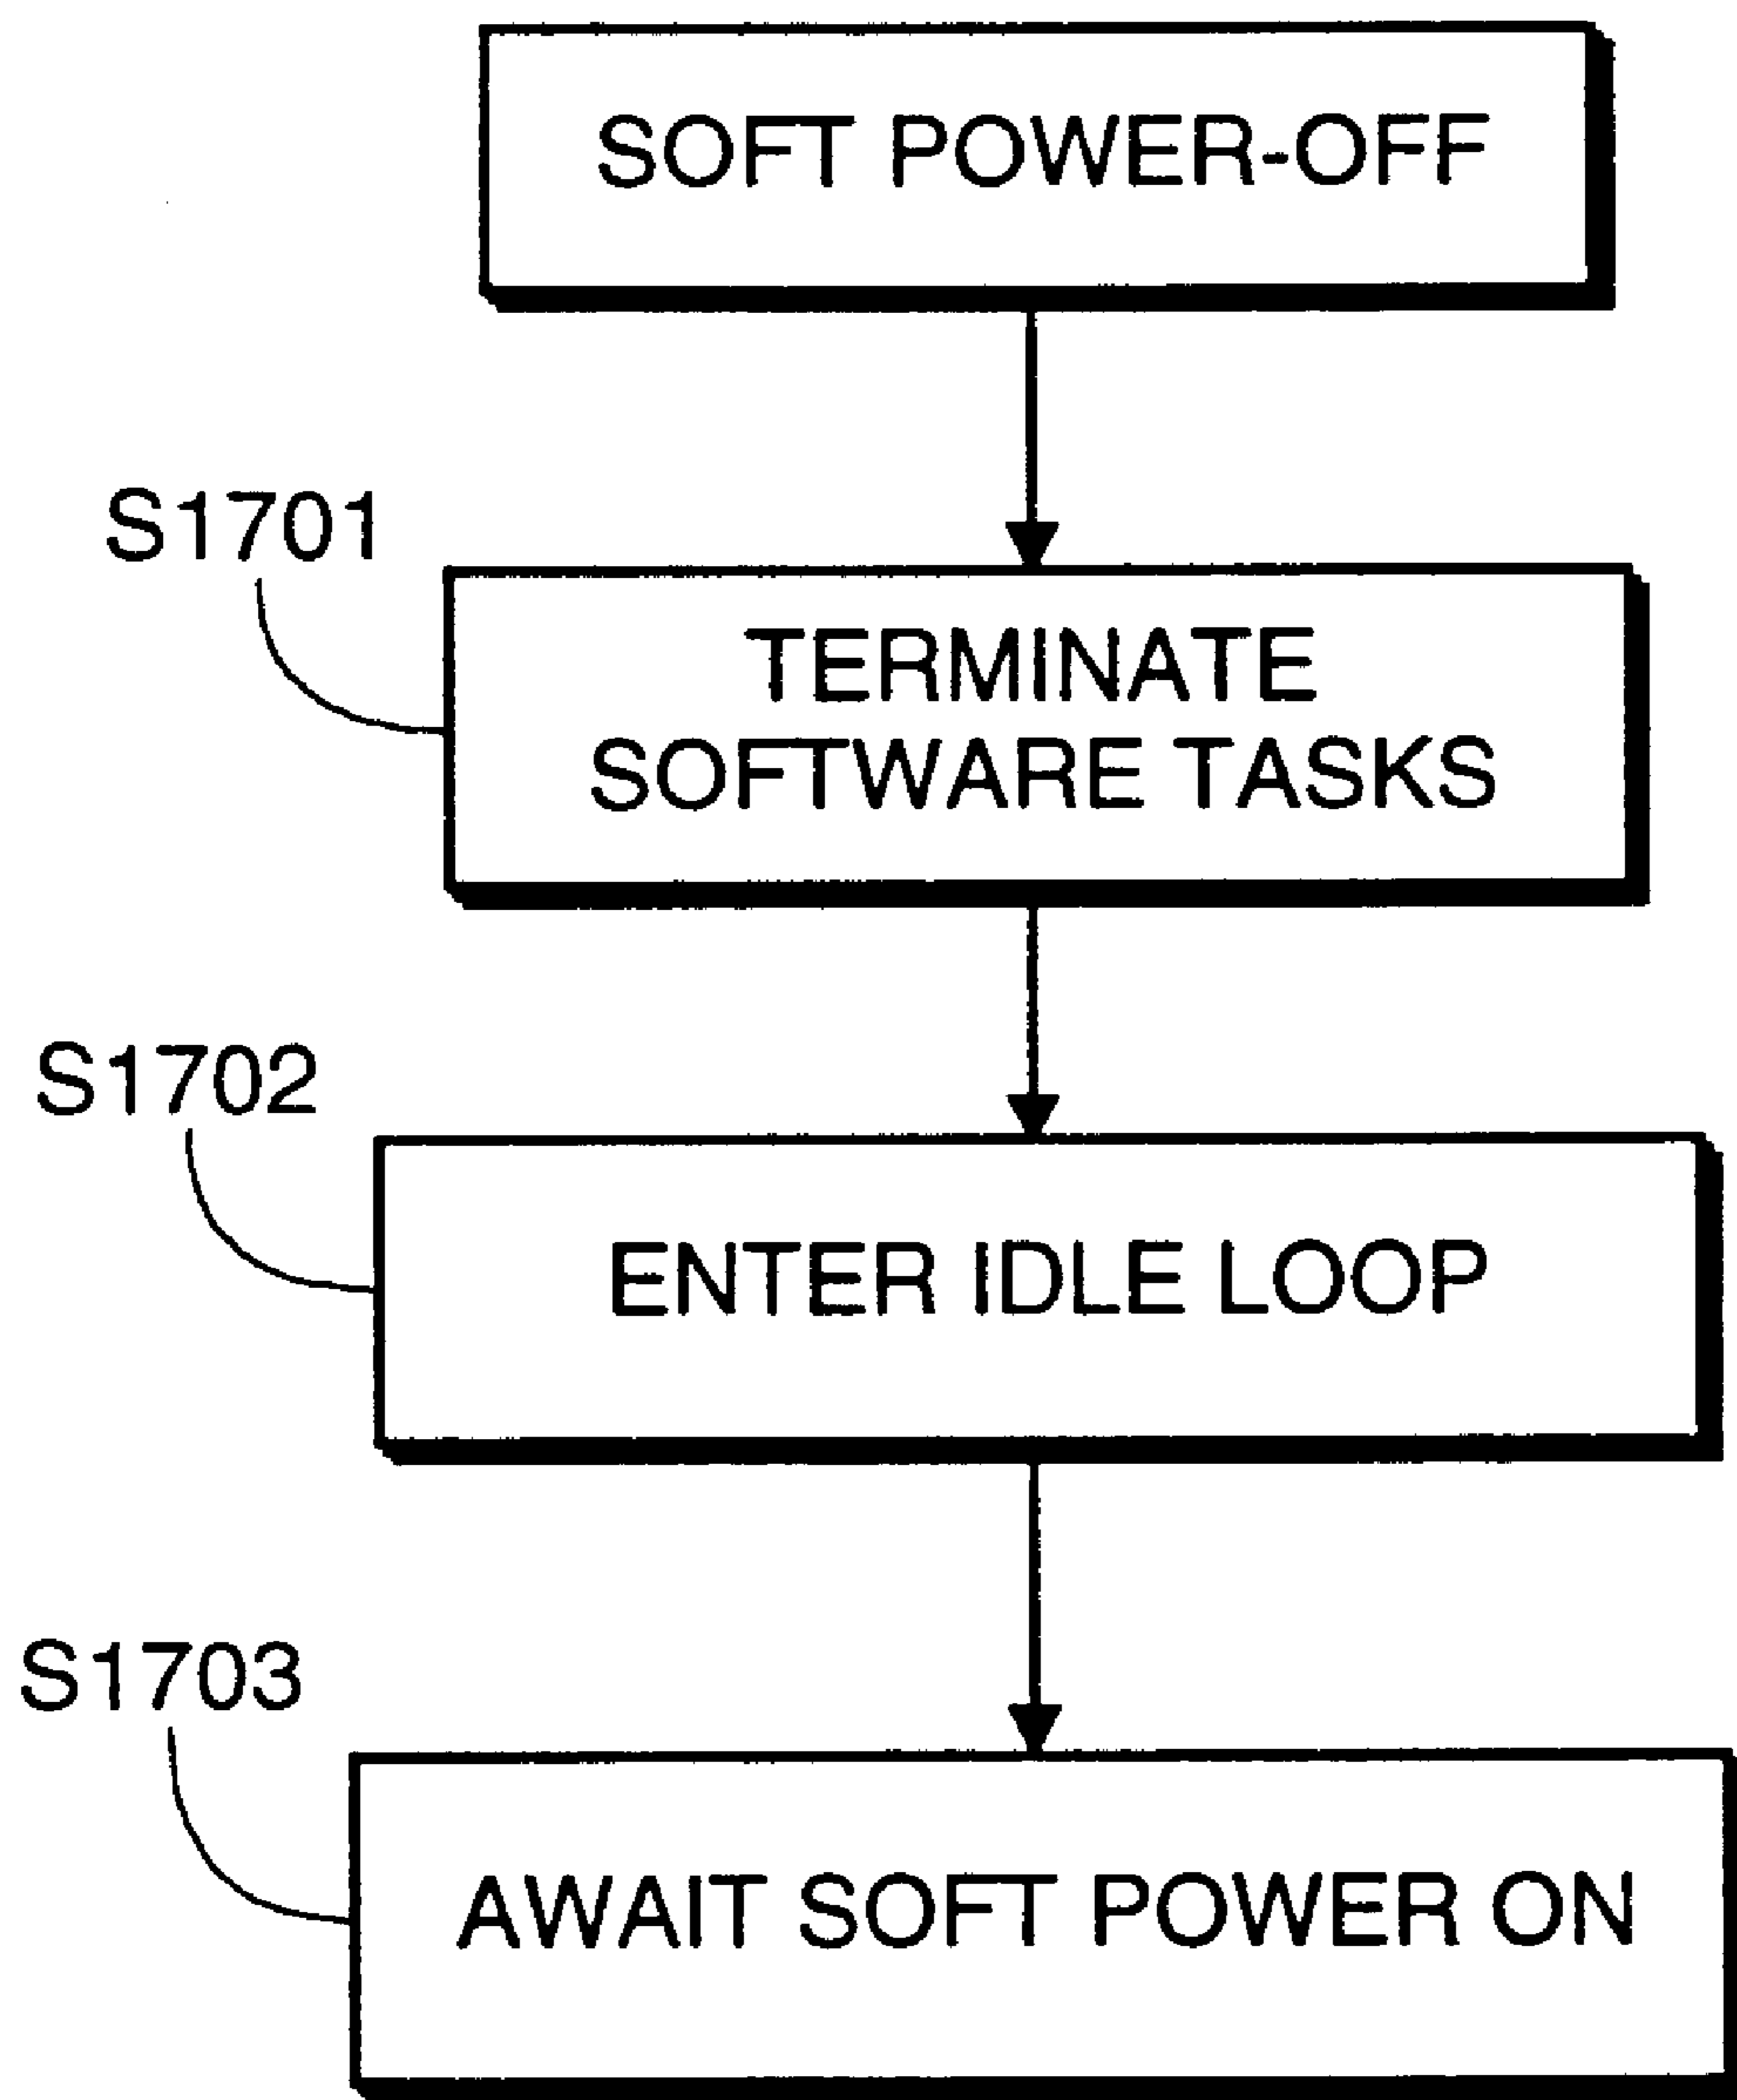 SOFT POWER-OFF
S1701
TERMINATE
SOFTWARE TASKS
S1702
ENTER IDLE LOOP
S1703
AWAIT SOFT POWER ON